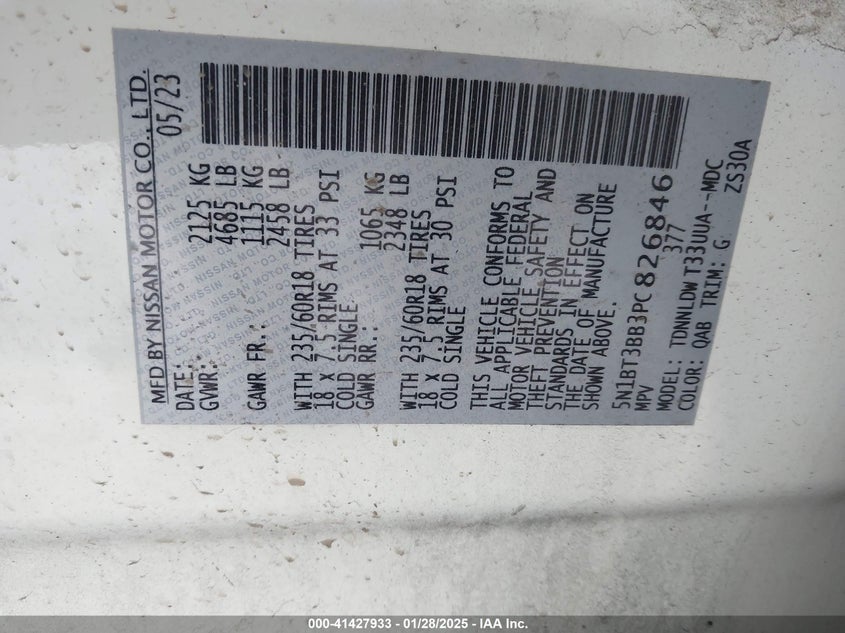 MFD BY NISSAN MOTOR CO., LTD.
DATE: 05/23
GVWR: 2125 KG
4685 LB
GAWR FR.: 1115 KG
2458 LB
WITH 235/60R18 TIRES
18 x 7.5 RIMS AT 33 PSI
COLD SINGLE
GAWR RR.: 1065 KG
2348 LB
WITH 235/60R18 TIRES
18 x 7.5 RIMS AT 30 PSI
COLD SINGLE
THIS VEHICLE CONFORMS TO
ALL APPLICABLE FEDERAL
MOTOR VEHICLE SAFETY AND
THEFT PREVENTION
STANDARDS IN EFFECT ON
THE DATE OF MANUFACTURE
SHOWN ABOVE.
5N1BT3BB3PC826846
MPV 377
MODEL: TDNNLDWT33UUA--MDC
COLOR: QAB TRIM: G ZS30A
000-41427933 - 01/28/2025 - IAA Inc.